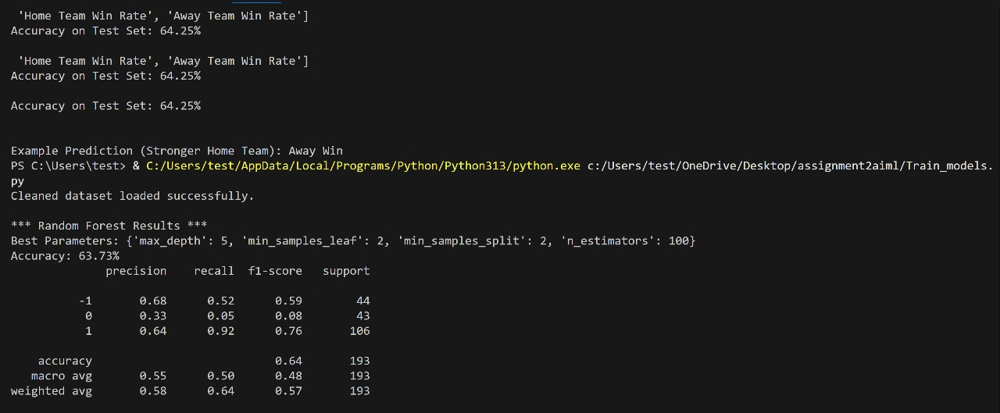 'Home Team Win Rate', 'Away Team Win Rate']
Accuracy on Test Set: 64.25%
'Home Team Win Rate', 'Away Team Win Rate']
Accuracy on Test Set: 64.25%
Accuracy on Test Set: 64.25%
Example Prediction (Stronger Home Team): Away Win
PS C:\Users\test> & C:/Users/test/AppData/Local/Programs/Python/Python313/python.exe c:/Users/test/OneDrive/Desktop/assignment2aiml/Train_models.
py
Cleaned dataset loaded successfully.
*** Random Forest Results ***
Best Parameters: {'max_depth': 5, 'min_samples_leaf': 2, 'min_samples_split': 2, 'n_estimators': 100}
Accuracy: 63.73%
precision recall f1-score support
-1 0.68 0.52 0.59 44
0 0.33 0.05 0.08 43
1 0.64 0.92 0.76 106
accuracy 0.64 193
macro avg 0.55 0.50 0.48 193
weighted avg 0.58 0.64 0.57 193